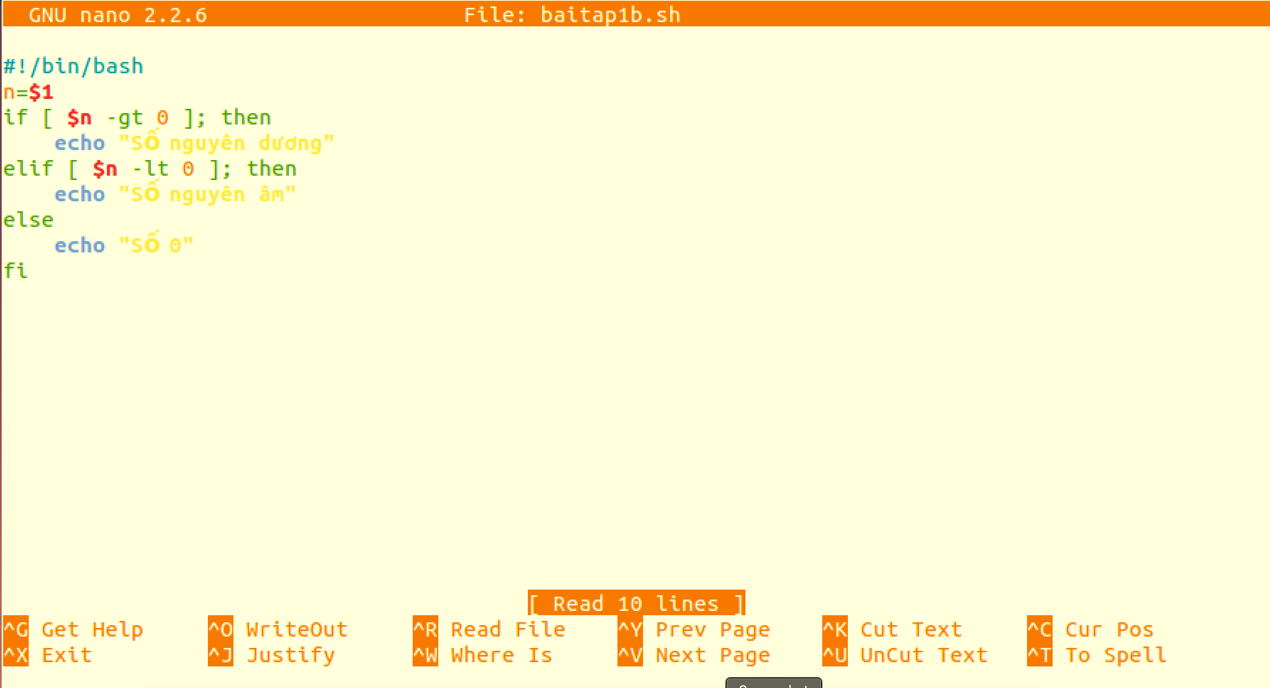 GNU nano 2.2.6 File: baitap1b.sh
#!/bin/bash
n=$1
if [ $n -gt 0 ]; then
    echo "Số nguyên dương"
elif [ $n -lt 0 ]; then
    echo "Số nguyên âm"
else
    echo "Số 0"
fi
[ Read 10 lines ]
^G Get Help ^O WriteOut ^R Read File ^Y Prev Page ^K Cut Text ^C Cur Pos
^X Exit ^J Justify ^W Where Is ^V Next Page ^U UnCut Text ^T To Spell